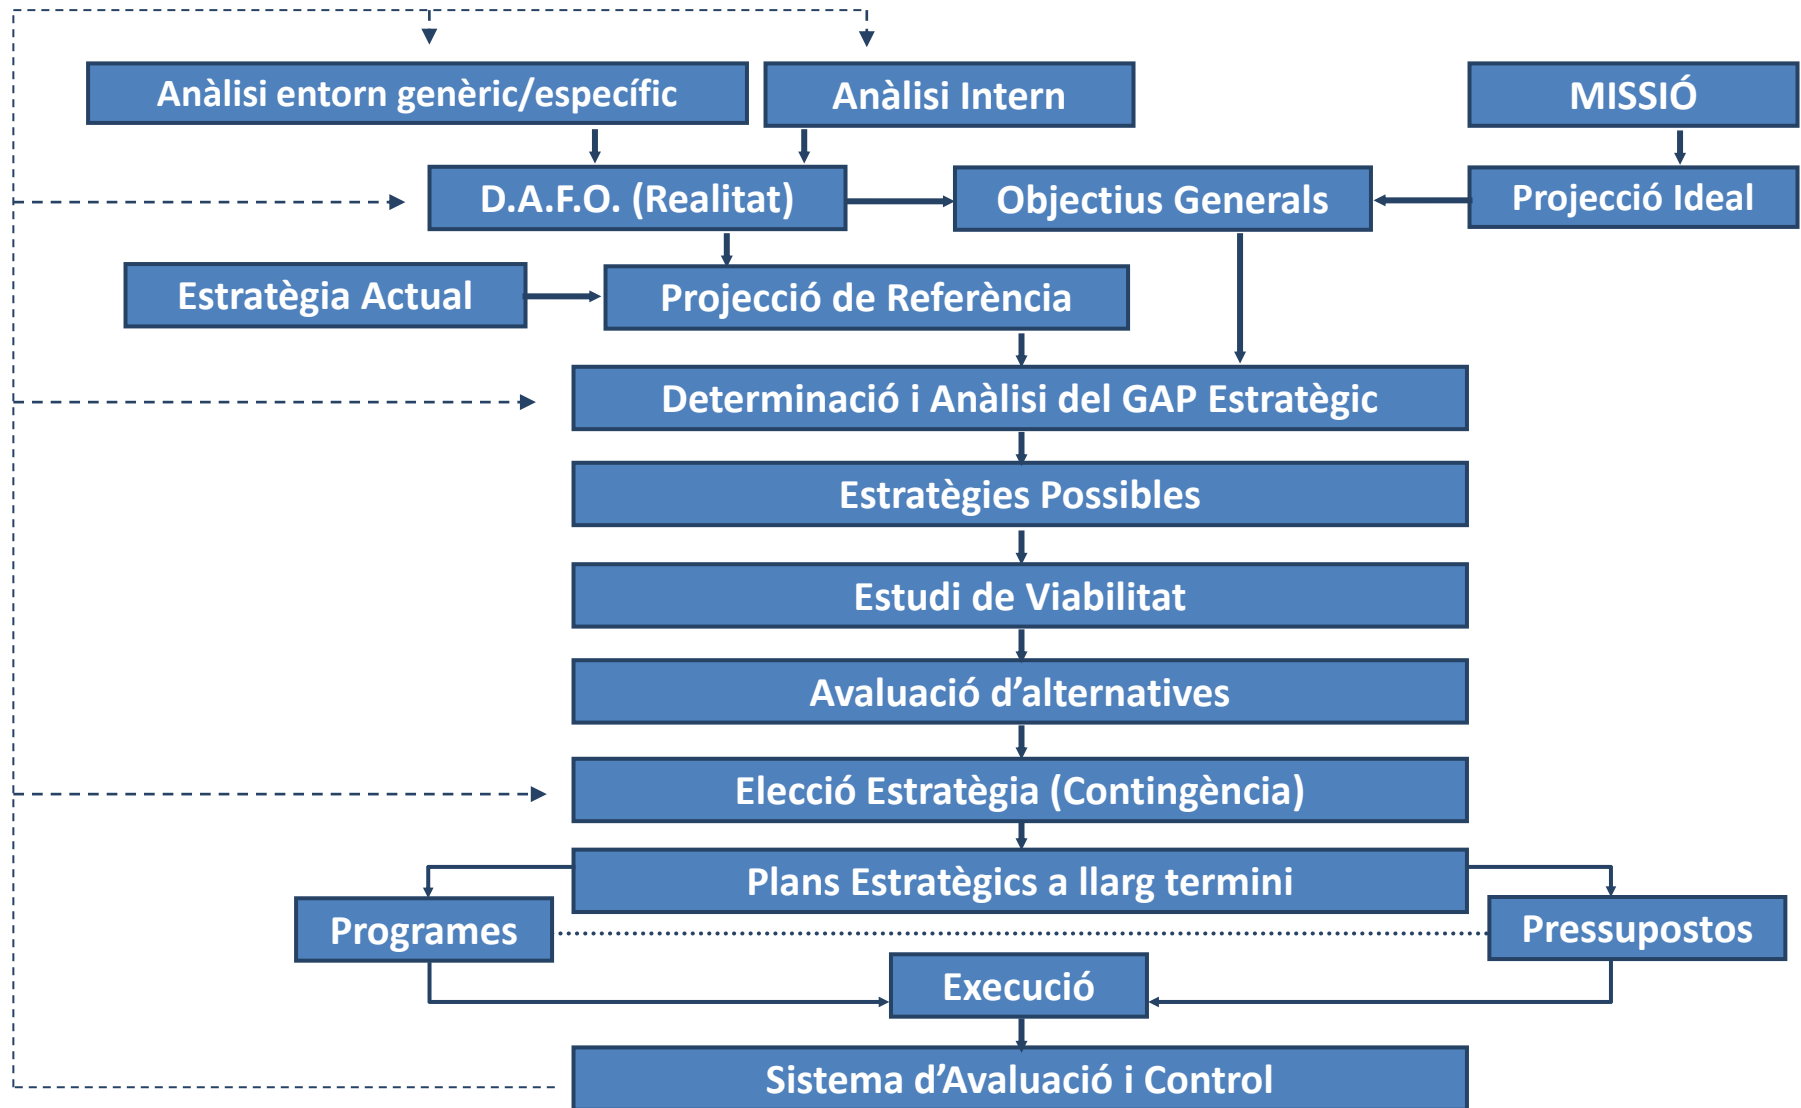 Anàlisi entorn genèric/específic
Anàlisi Intern
MISSIÓ
D.A.F.O. (Realitat)
Objectius Generals
Projecció Ideal
Estratègia Actual
Projecció de Referència
Determinació i Anàlisi del GAP Estratègic
Estratègies Possibles
Estudi de Viabilitat
Avaluació d’alternatives
Elecció Estratègia (Contingència)
Plans Estratègics a llarg termini
Programes
Pressupostos
Execució
Sistema d’Avaluació i Control